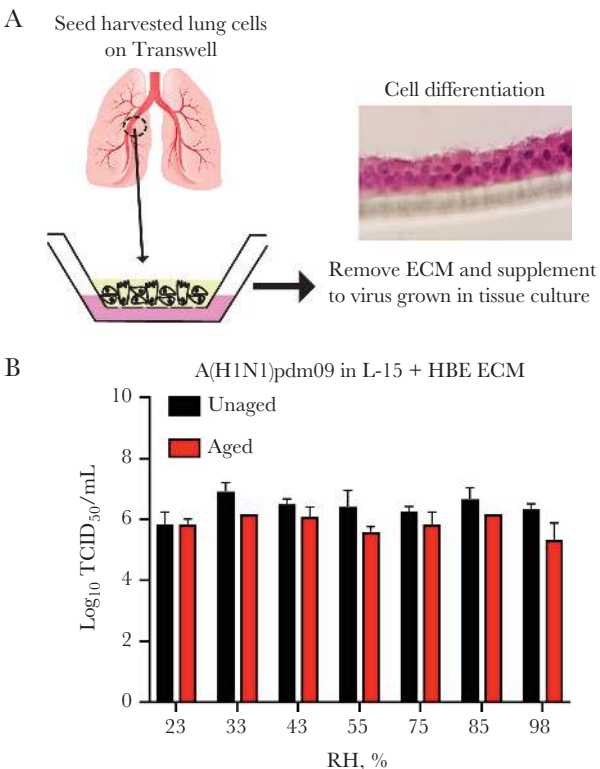 A
Seed harvested lung cells
on Transwell
Cell differentiation
Remove ECM and supplement
to virus grown in tissue culture
B
A(H1N1)pdm09 in L-15 + HBE ECM
Unaged
Aged
Log10 TCID50/mL
10
8
6
4
2
0
23 33 43 55 75 85 98
RH, %